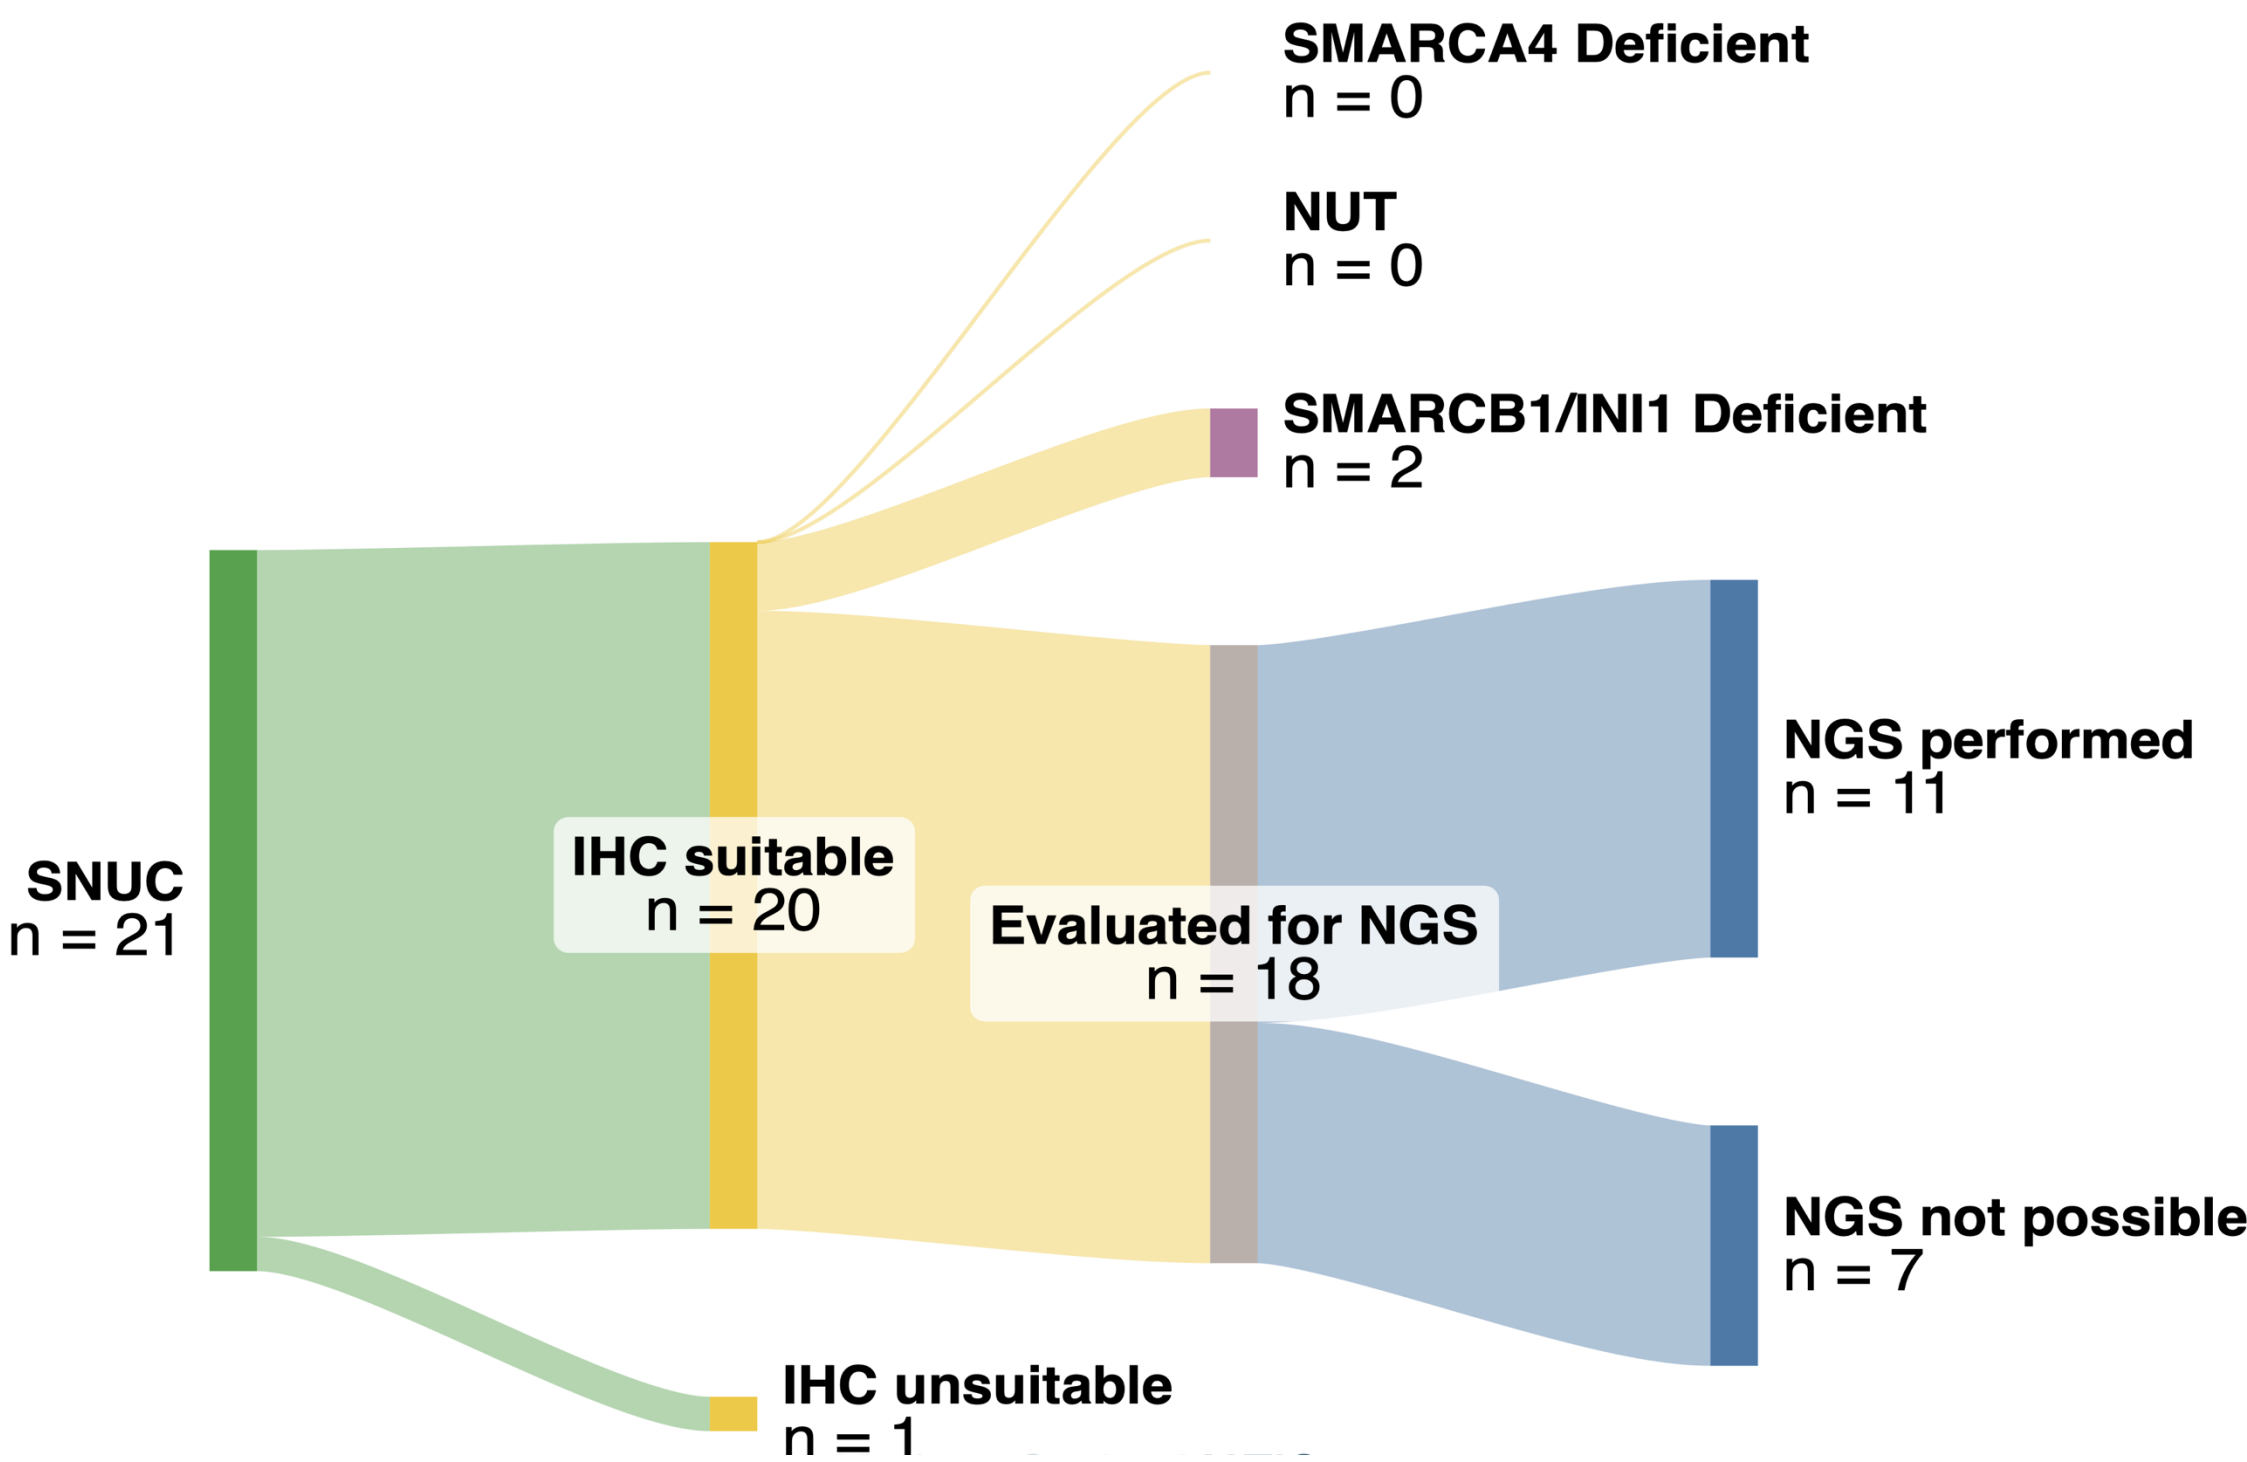 SMARCA4 Deficient
n = 0
NUT
n = 0
SMARCB1/INI1 Deficient
n = 2
NGS performed
n = 11
IHC suitable
n = 20
SNUC
n = 21
Evaluated for NGS
n = 18
NGS not possible
n = 7
IHC unsuitable
n = 1